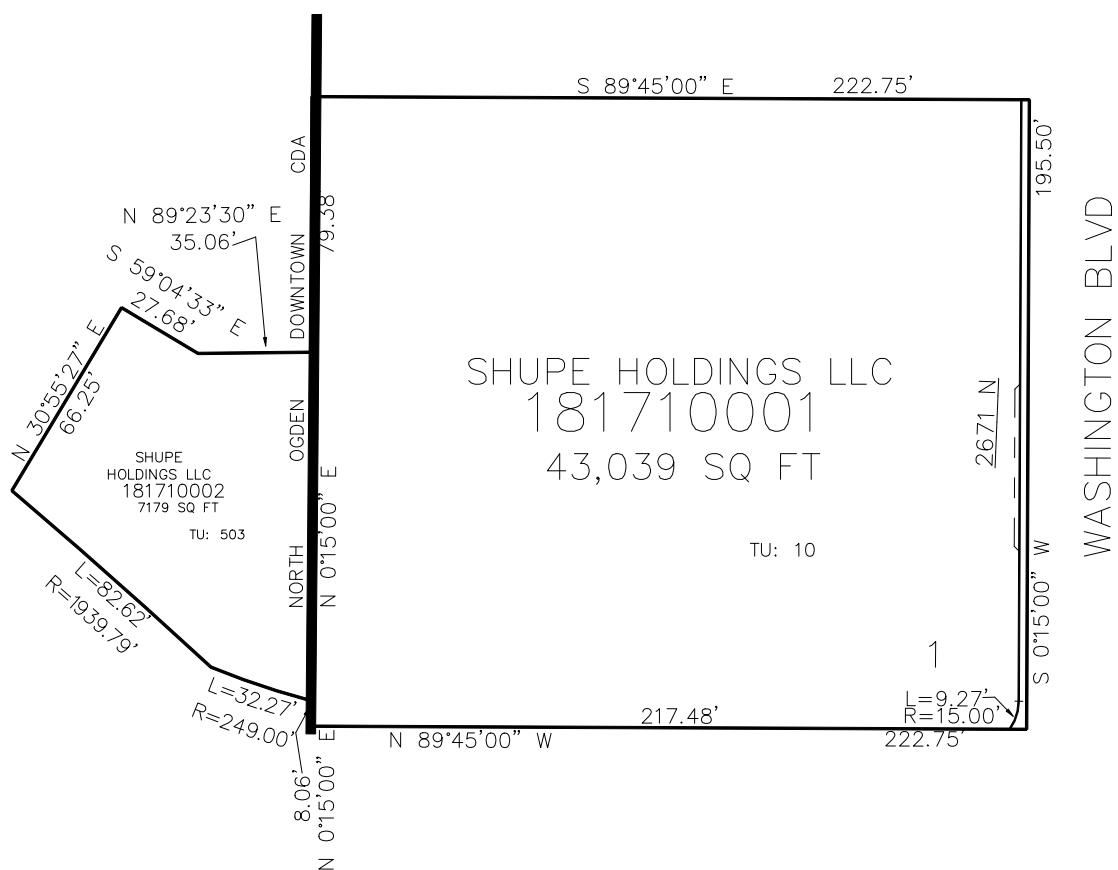 S 89°45'00" E 222.75'
195.50'
CDA
79.38
N 89°23'30" E
35.06'
DOWNTOWN
S 59°04'33" E
27.68'
WASHINGTON BLVD
N 30°55'27" E
66.25'
SHUPE HOLDINGS LLC
181710001
43,039 SQ FT
2671 N
OGDEN
SHUPE
HOLDINGS LLC
181710002
7179 SQ FT
TU: 503
N 0°15'00" E
NORTH
TU: 10
S 0°15'00" W
L=82.62'
R=1939.79'
1
L=32.27'
R=249.00'
L=9.27'
R=15.00'
217.48'
N 89°45'00" W
222.75'
8.06'
N 0°15'00" E